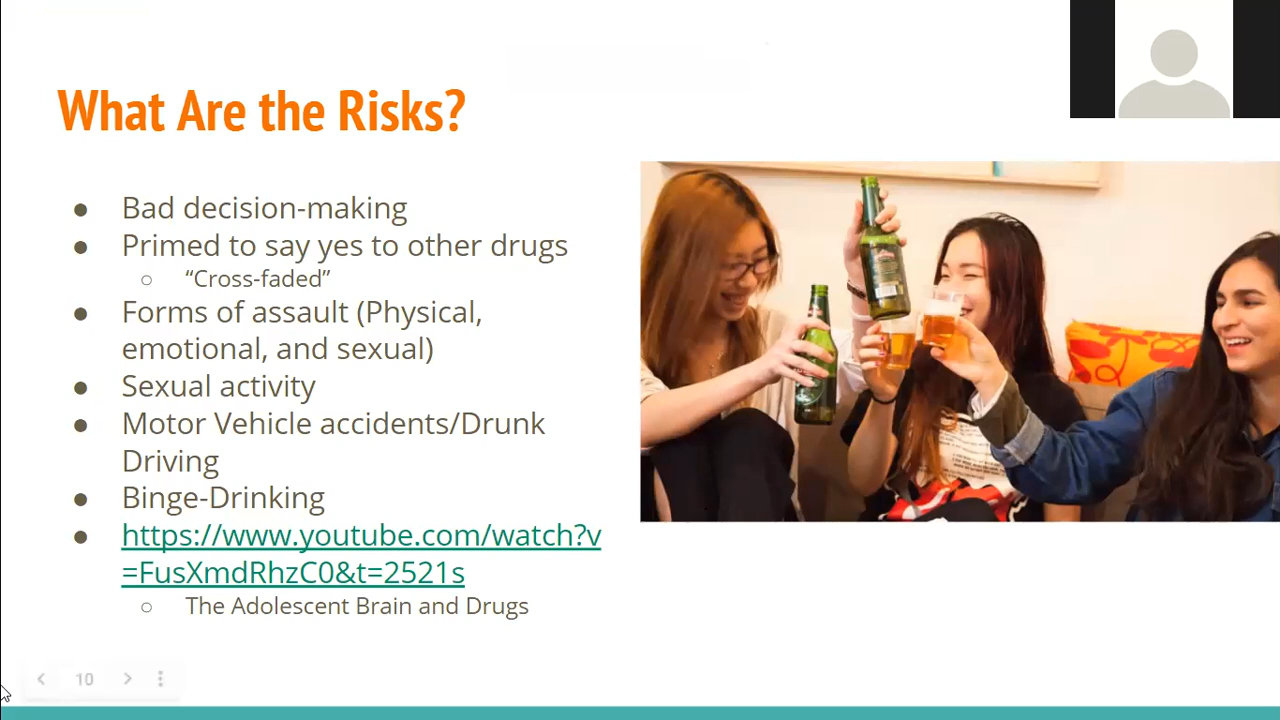 What Are the Risks?
● Bad decision-making
● Primed to say yes to other drugs
○ “Cross-faded”
● Forms of assault (Physical,
emotional, and sexual)
● Sexual activity
● Motor Vehicle accidents/Drunk
Driving
● Binge-Drinking
● https://www.youtube.com/watch?v
=FusXmdRhzC0&t=2521s
○ The Adolescent Brain and Drugs
10